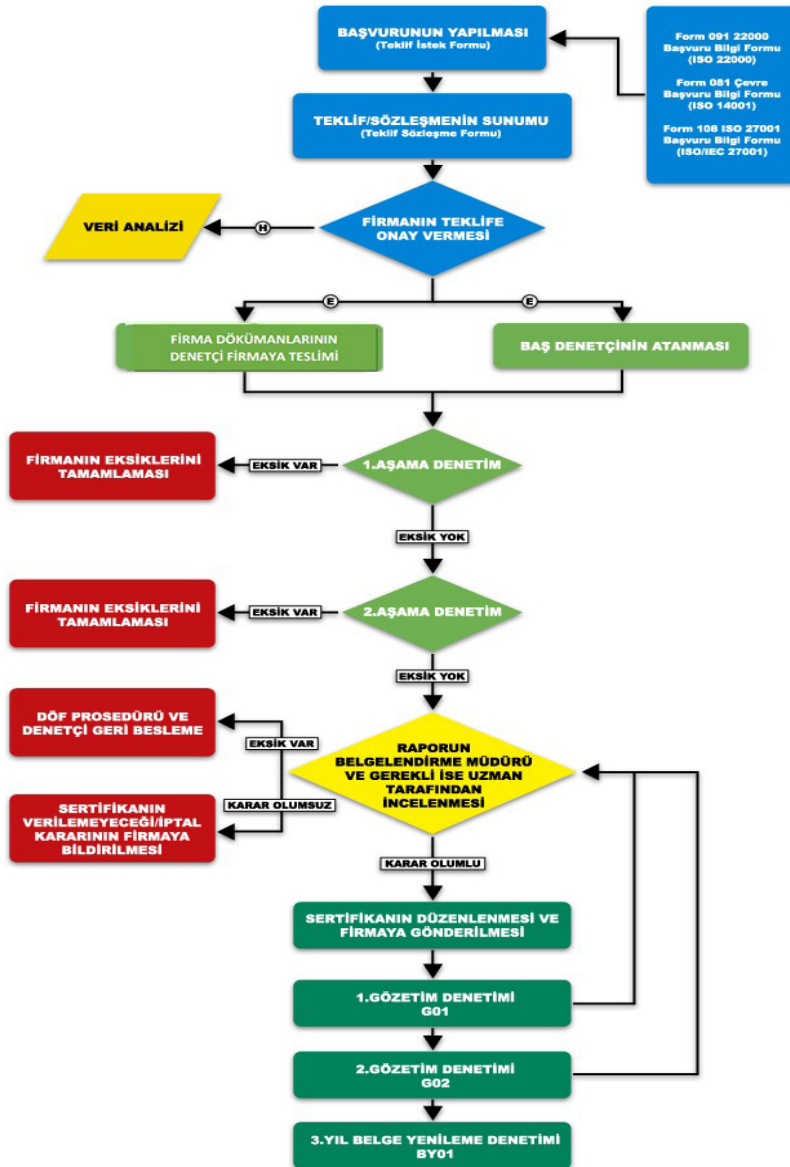 BAŞVURUNUN YAPILMASI
(Teklif İstek Formu)
Form 091 22000
Başvuru Bilgi Formu
(ISO 22000)
Form 081 Çevre
Başvuru Bilgi Formu
(ISO 14001)
Form 108 ISO 27001
Başvuru Bilgi Formu
(ISO/IEC 27001)
TEKLİF/SÖZLEŞMENİN SUNUMU
(Teklif Sözleşme Formu)
FİRMANIN TEKLİFE
ONAY VERMESİ
H
VERİ ANALİZİ
E
E
FİRMA DÖKÜMANLARININ
DENETÇİ FİRMAYA TESLİMİ
BAŞ DENETÇİNİN ATANMASI
1.AŞAMA DENETİM
EKSİK VAR
FİRMANIN EKSİKLERİNİ
TAMAMLAMASI
EKSİK YOK
2.AŞAMA DENETİM
EKSİK VAR
FİRMANIN EKSİKLERİNİ
TAMAMLAMASI
EKSİK YOK
RAPORUN
BELGELENDİRME MÜDÜRÜ
VE GEREKLİ İSE UZMAN
TARAFINDAN
İNCELENMESİ
EKSİK VAR
DÖF PROSEDÜRÜ VE
DENETÇİ GERİ BESLEME
KARAR OLUMSUZ
SERTİFİKANIN
VERİLEMEYECEĞİ/İPTAL
KARARININ FİRMAYA
BİLDİRİLMESİ
KARAR OLUMLU
SERTİFİKANIN DÜZENLENMESİ VE
FİRMAYA GÖNDERİLMESİ
1.GÖZETİM DENETİMİ
G01
2.GÖZETİM DENETİMİ
G02
3.YIL BELGE YENİLEME DENETİMİ
BY01